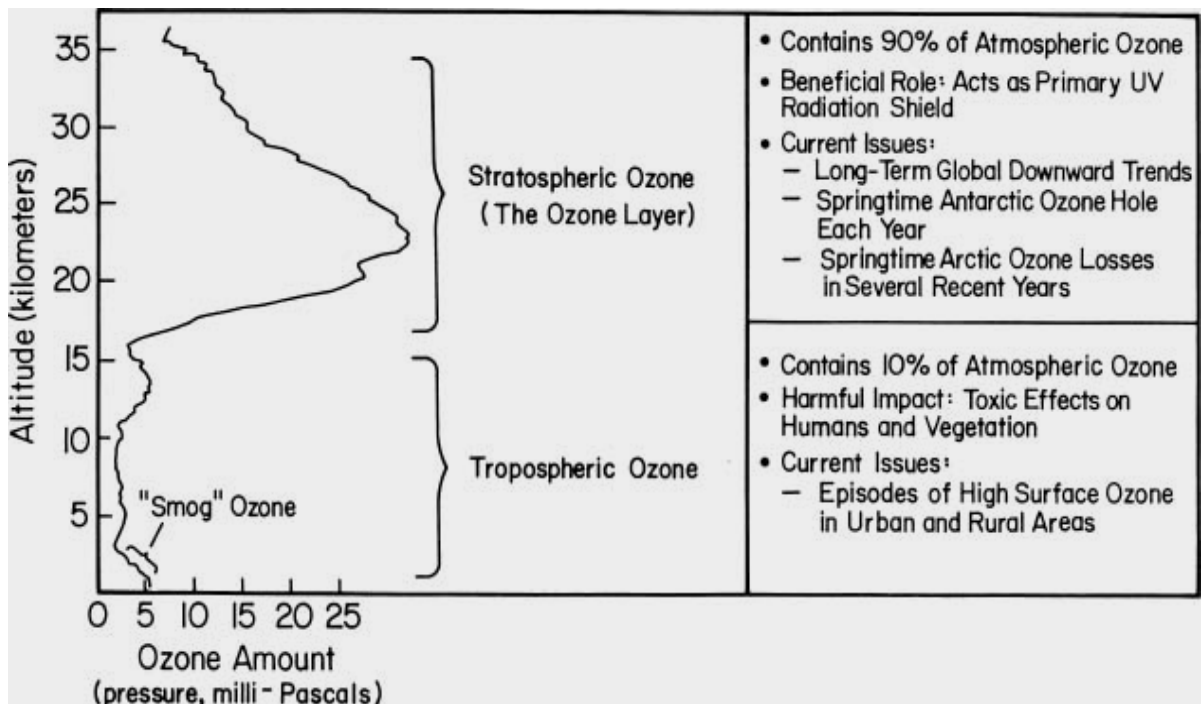 35
30
25
20
15
10
5
Altitude (kilometers)
"Smog" Ozone
Stratospheric Ozone
(The Ozone Layer)
Tropospheric Ozone
0 5 10 15 20 25
Ozone Amount
(pressure, milli-Pascals)
• Contains 90% of Atmospheric Ozone
• Beneficial Role: Acts as Primary UV
Radiation Shield
• Current Issues:
— Long-Term Global Downward Trends
— Springtime Antarctic Ozone Hole
Each Year
— Springtime Arctic Ozone Losses
in Several Recent Years
• Contains 10% of Atmospheric Ozone
• Harmful Impact: Toxic Effects on
Humans and Vegetation
• Current Issues:
— Episodes of High Surface Ozone
in Urban and Rural Areas